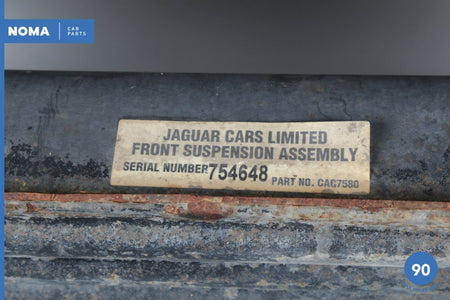 NOMA CAR PARTS
JAGUAR CARS LIMITED
FRONT SUSPENSION ASSEMBLY
SERIAL NUMBER 754648 PART NO. CAC7580
90